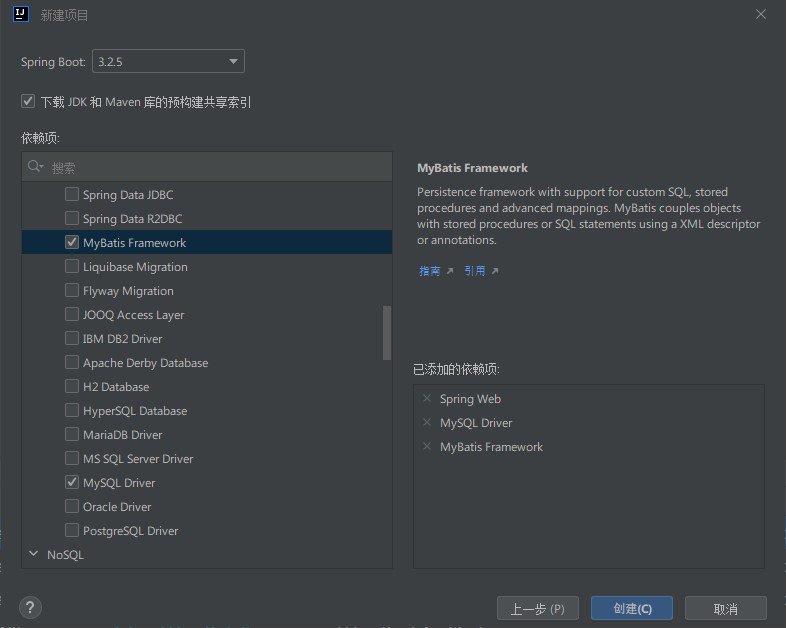 新建项目
Spring Boot: 3.2.5
下载 JDK 和 Maven 库的预构建共享索引
依赖项:
搜索
Spring Data JDBC
Spring Data R2DBC
MyBatis Framework
Liquibase Migration
Flyway Migration
JOOQ Access Layer
IBM DB2 Driver
Apache Derby Database
H2 Database
HyperSQL Database
MariaDB Driver
MS SQL Server Driver
MySQL Driver
Oracle Driver
PostgreSQL Driver
NoSQL
MyBatis Framework
Persistence framework with support for custom SQL, stored
procedures and advanced mappings. MyBatis couples objects
with stored procedures or SQL statements using a XML descriptor
or annotations.
指南 引用
已添加的依赖项:
Spring Web
MySQL Driver
MyBatis Framework
?
上一步 (P) 创建(C) 取消